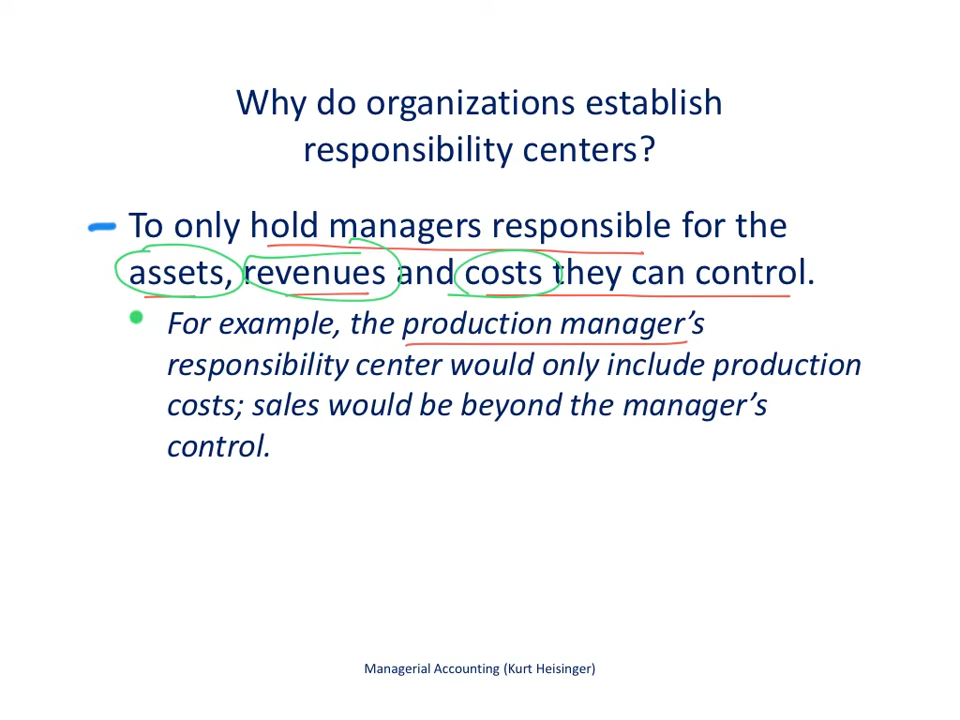 Why do organizations establish
responsibility centers?
To only hold managers responsible for the
assets, revenues and costs they can control.
For example, the production manager's
responsibility center would only include production
costs; sales would be beyond the manager's
control.
Managerial Accounting (Kurt Heisinger)